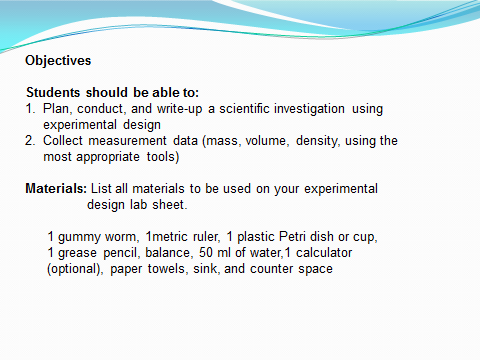 Objectives
Students should be able to:
1. Plan, conduct, and write-up a scientific investigation using
experimental design
2. Collect measurement data (mass, volume, density, using the
most appropriate tools)
Materials: List all materials to be used on your experimental
design lab sheet.
1 gummy worm, 1metric ruler, 1 plastic Petri dish or cup,
1 grease pencil, balance, 50 ml of water,1 calculator
(optional), paper towels, sink, and counter space